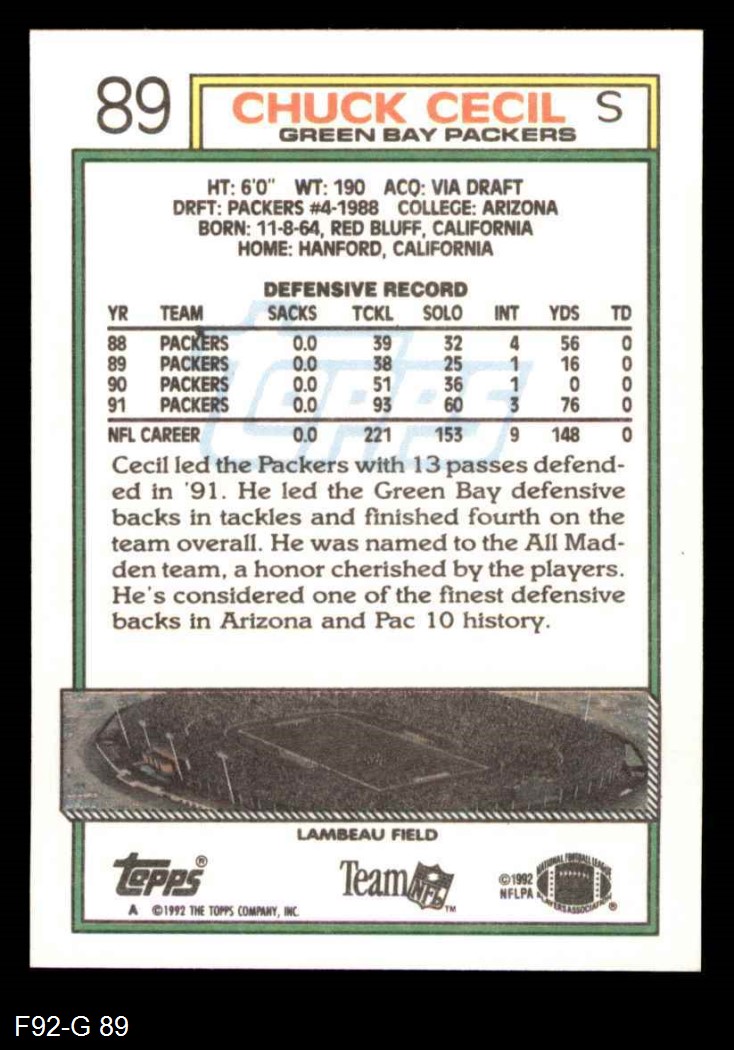 89 CHUCK CECIL S
GREEN BAY PACKERS
HT: 6'0" WT: 190 ACQ: VIA DRAFT
DRFT: PACKERS #4-1988 COLLEGE: ARIZONA
BORN: 11-8-64, RED BLUFF, CALIFORNIA
HOME: HANFORD, CALIFORNIA
DEFENSIVE RECORD
YR TEAM SACKS TCKL SOLO INT YDS TD
88 PACKERS 0.0 39 32 4 56 0
89 PACKERS 0.0 38 25 1 16 0
90 PACKERS 0.0 51 36 1 0 0
91 PACKERS 0.0 93 60 3 76 0
NFL CAREER 0.0 221 153 9 148 0
Topps
Cecil led the Packers with 13 passes defend-
ed in '91. He led the Green Bay defensive
backs in tackles and finished fourth on the
team overall. He was named to the All Mad-
den team, a honor cherished by the players.
He's considered one of the finest defensive
backs in Arizona and Pac 10 history.
LAMBEAU FIELD
Topps®
Team NFL™
©1992
NFLPA
NATIONAL FOOTBALL LEAGUE
PLAYERS ASSOCIATION ®
A ©1992 THE TOPPS COMPANY, INC.
F92-G 89